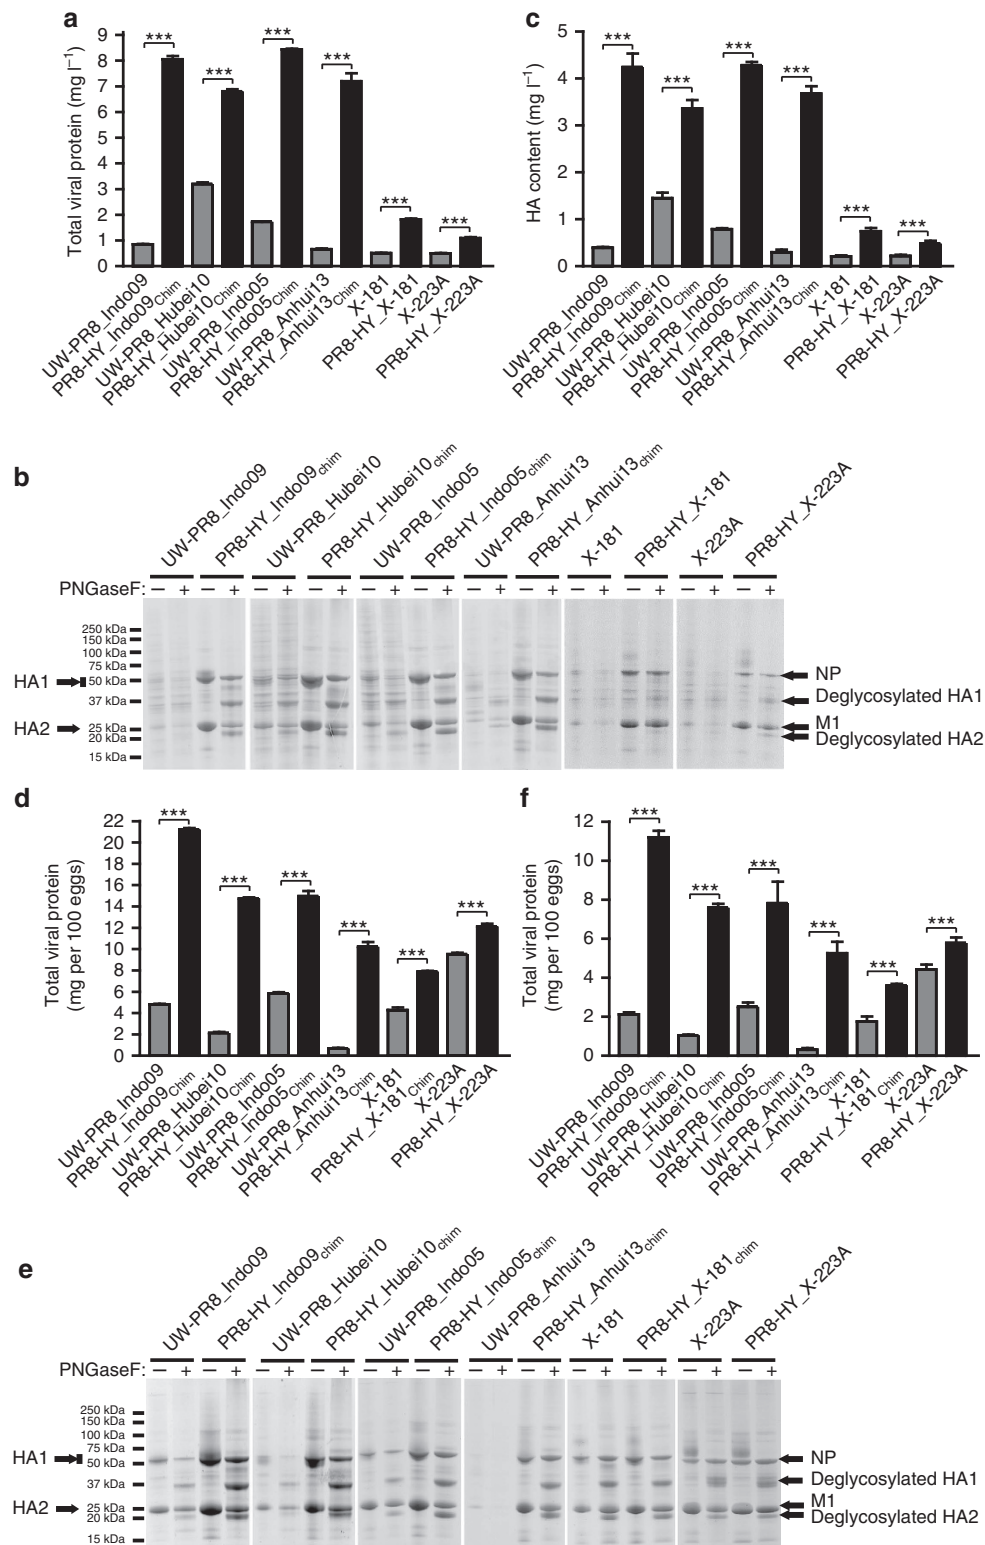 a
Total viral protein (mg l⁻¹)
9
8
7
6
5
4
3
2
1
0
***
***
***
***
***
***
UW-PR8_Indo09
PR8-HY_Indo09Chim
UW-PR8_Hubei10
PR8-HY_Hubei10Chim
UW-PR8_Indo05
PR8-HY_Indo05Chim
UW-PR8_Anhui13
PR8-HY_Anhui13Chim
X-181
PR8-HY_X-181
X-223A
PR8-HY_X-223A
c
HA content (mg l⁻¹)
5
4
3
2
1
0
***
***
***
***
***
***
UW-PR8_Indo09
PR8-HY_Indo09Chim
UW-PR8_Hubei10
PR8-HY_Hubei10Chim
UW-PR8_Indo05
PR8-HY_Indo05Chim
UW-PR8_Anhui13
PR8-HY_Anhui13Chim
X-181
PR8-HY_X-181
X-223A
PR8-HY_X-223A
b
UW-PR8_Indo09
PR8-HY_Indo09chim
UW-PR8_Hubei10
PR8-HY_Hubei10chim
UW-PR8_Indo05
PR8-HY_Indo05chim
UW-PR8_Anhui13
PR8-HY_Anhui13chim
X-181
PR8-HY_X-181
X-223A
PR8-HY_X-223A
PNGaseF: – + – + – + – + – + – + – + – + – + – + – + – +
250 kDa
150 kDa
100 kDa
75 kDa
50 kDa
37 kDa
25 kDa
20 kDa
15 kDa
HA1
HA2
NP
Deglycosylated HA1
M1
Deglycosylated HA2
d
Total viral protein
(mg per 100 eggs)
22
20
18
16
14
12
10
8
6
4
2
0
***
***
***
***
***
***
UW-PR8_Indo09
PR8-HY_Indo09Chim
UW-PR8_Hubei10
PR8-HY_Hubei10Chim
UW-PR8_Indo05
PR8-HY_Indo05Chim
UW-PR8_Anhui13
PR8-HY_Anhui13Chim
X-181
PR8-HY_X-181Chim
X-223A
PR8-HY_X-223A
f
Total viral protein
(mg per 100 eggs)
12
10
8
6
4
2
0
***
***
***
***
***
***
UW-PR8_Indo09
PR8-HY_Indo09Chim
UW-PR8_Hubei10
PR8-HY_Hubei10Chim
UW-PR8_Indo05
PR8-HY_Indo05Chim
UW-PR8_Anhui13
PR8-HY_Anhui13Chim
X-181
PR8-HY_X-181Chim
X-223A
PR8-HY_X-223A
e
UW-PR8_Indo09
PR8-HY_Indo09chim
UW-PR8_Hubei10
PR8-HY_Hubei10chim
UW-PR8_Indo05
PR8-HY_Indo05chim
UW-PR8_Anhui13
PR8-HY_Anhui13chim
X-181
PR8-HY_X-181chim
X-223A
PR8-HY_X-223A
PNGaseF: – + – + – + – + – + – + – + – + – + – + – + – +
250 kDa
150 kDa
100 kDa
75 kDa
50 kDa
37 kDa
25 kDa
20 kDa
15 kDa
HA1
HA2
NP
Deglycosylated HA1
M1
Deglycosylated HA2